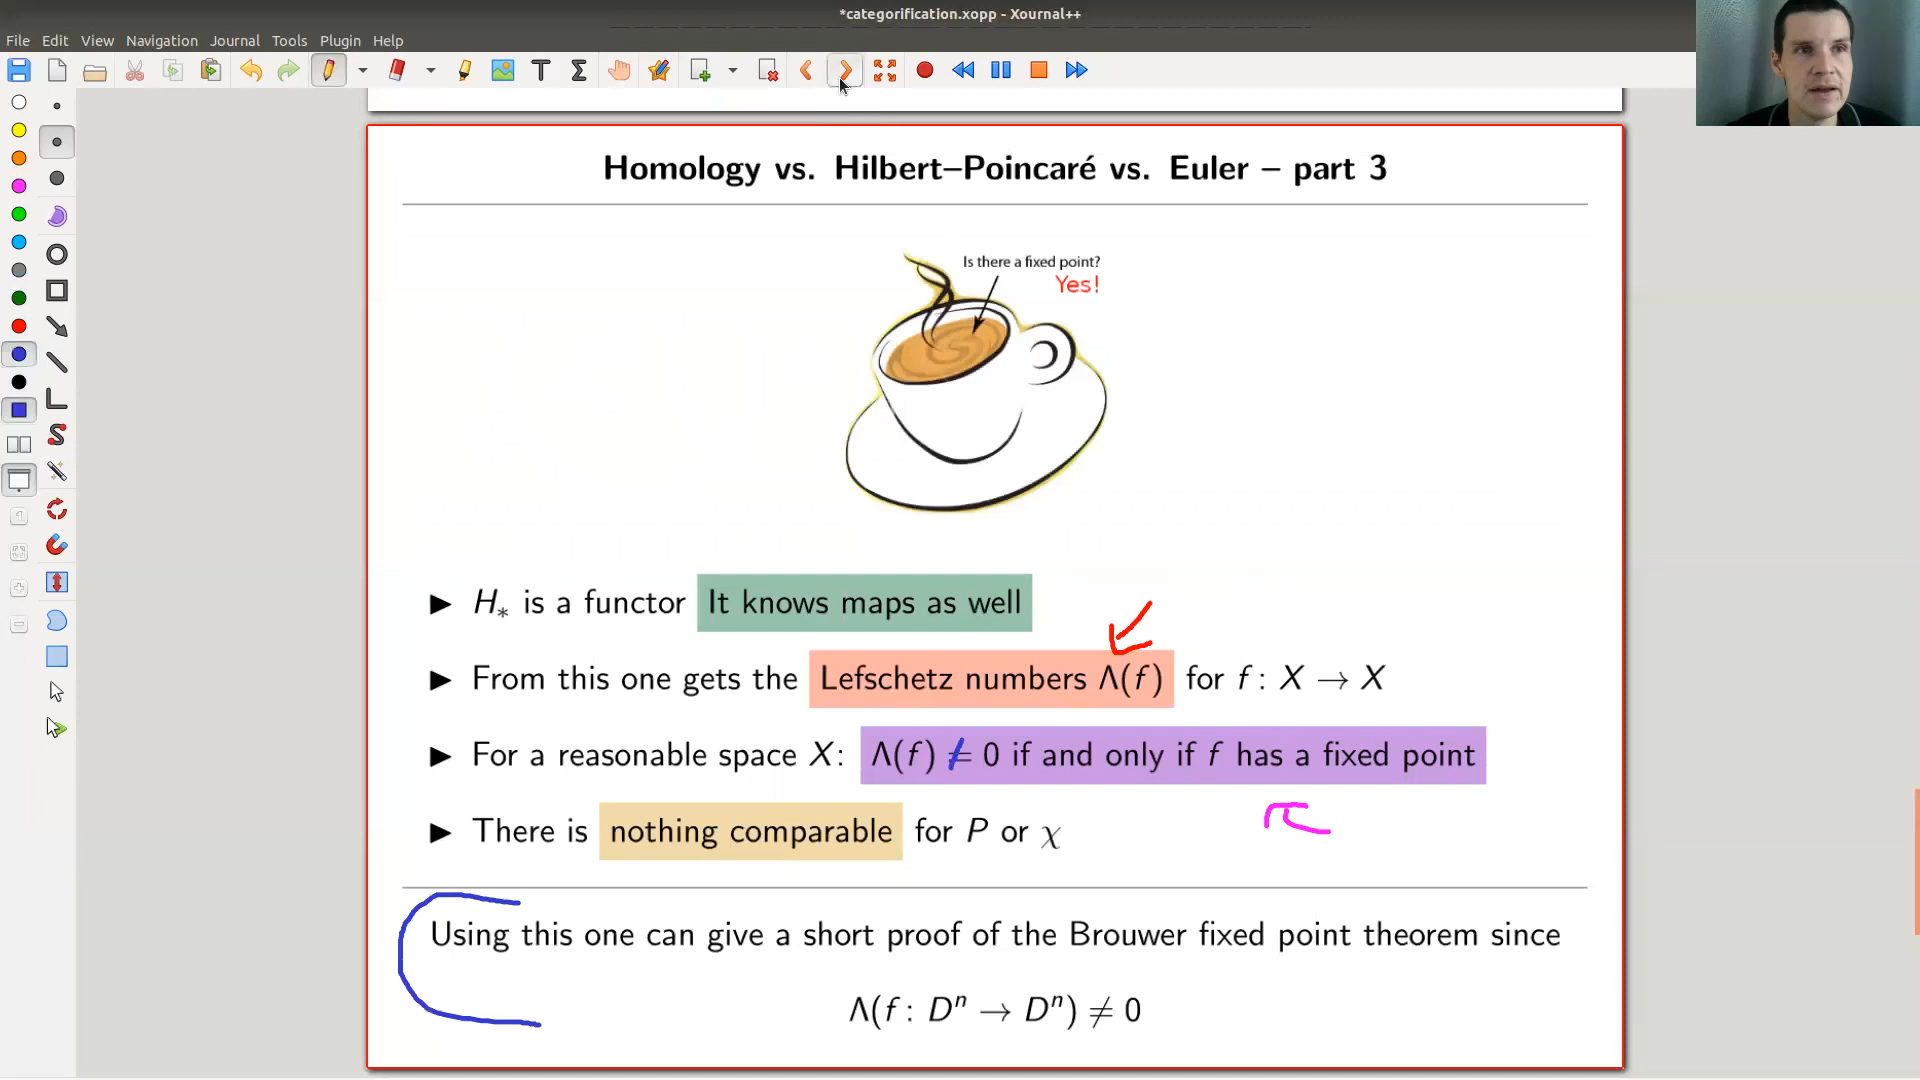 *categorification.xopp - Xournal++
File Edit View Navigation Journal Tools Plugin Help
Homology vs. Hilbert–Poincaré vs. Euler – part 3
Is there a fixed point?
Yes!
▶ H∗ is a functor It knows maps as well
▶ From this one gets the Lefschetz numbers Λ(f) for f: X → X
▶ For a reasonable space X: Λ(f) ≠ 0 if and only if f has a fixed point
▶ There is nothing comparable for P or χ
Using this one can give a short proof of the Brouwer fixed point theorem since
Λ(f: Dⁿ → Dⁿ) ≠ 0